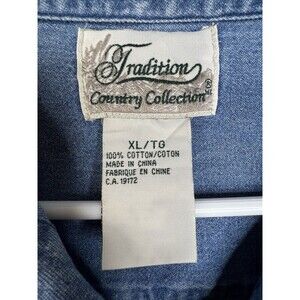 Tradition
Country Collection®
XL/TG
100% COTTON/COTON
MADE IN CHINA
FABRIQUE EN CHINE
C.A. 19172